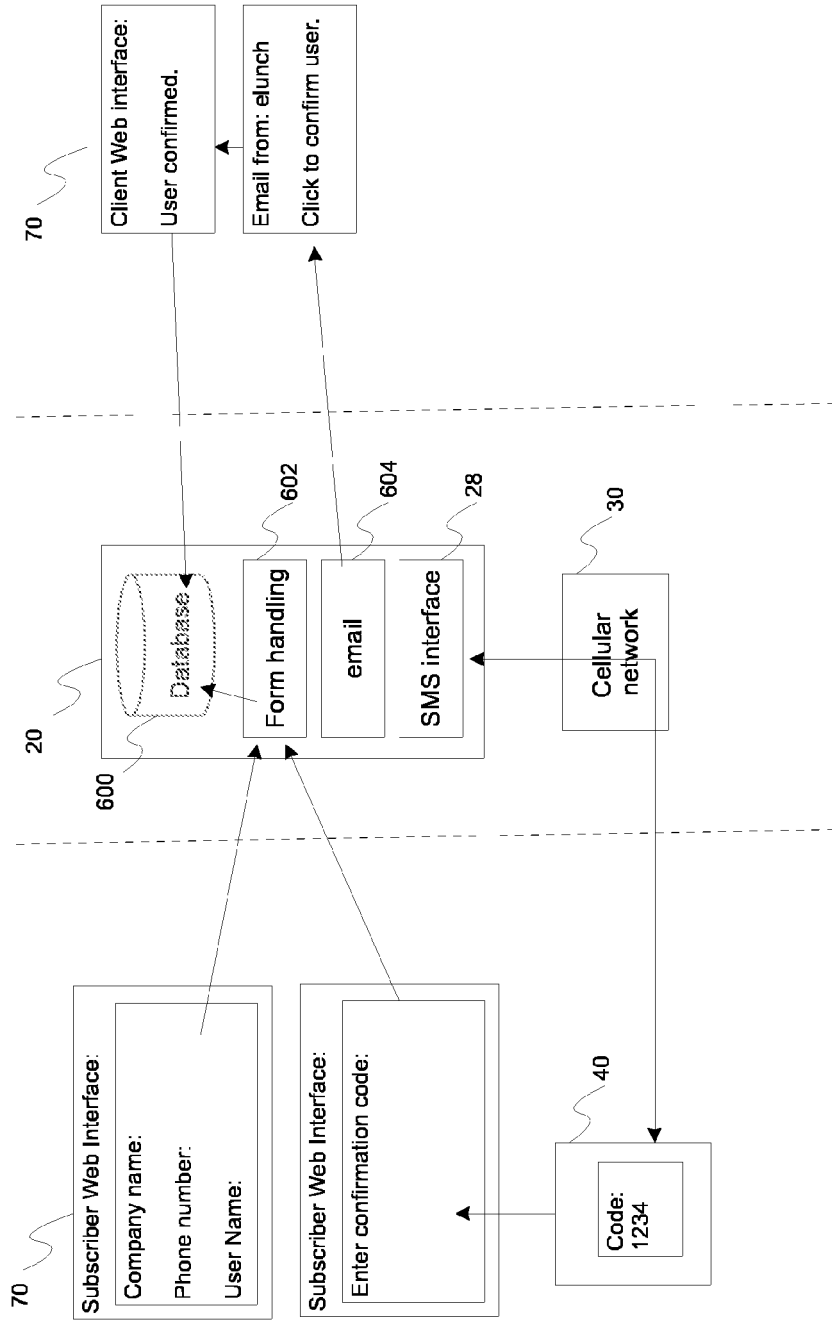 70
Subscriber Web Interface:
Company name:
Phone number:
User Name:
Subscriber Web Interface:
Enter confirmation code:
40
Code:
1234
20
600
Database
602
Form handling
604
email
28
SMS interface
30
Cellular
network
70
Client Web interface:
User confirmed.
Email from: elunch
Click to confirm user.